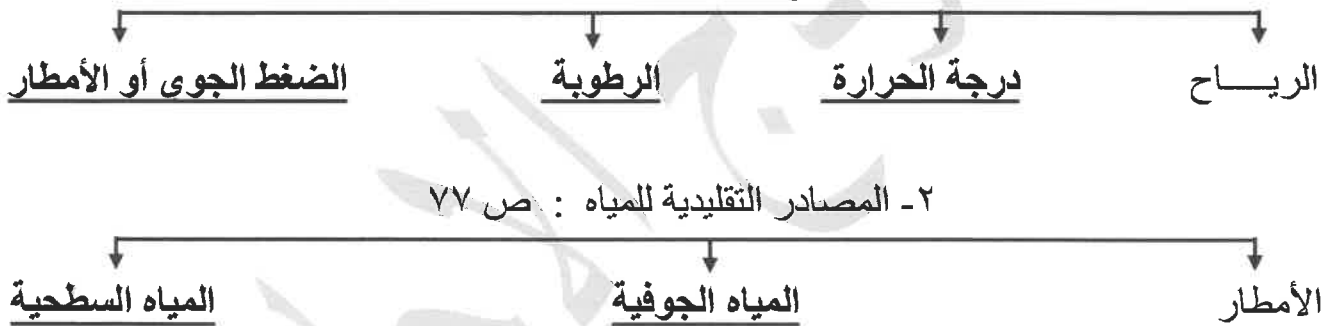 الريـــاح درجة الحرارة الرطوبة الضغط الجوى أو الأمطار
٢- المصادر التقليدية للمياه : ص ٧٧
الأمطار المياه الجوفية المياه السطحية